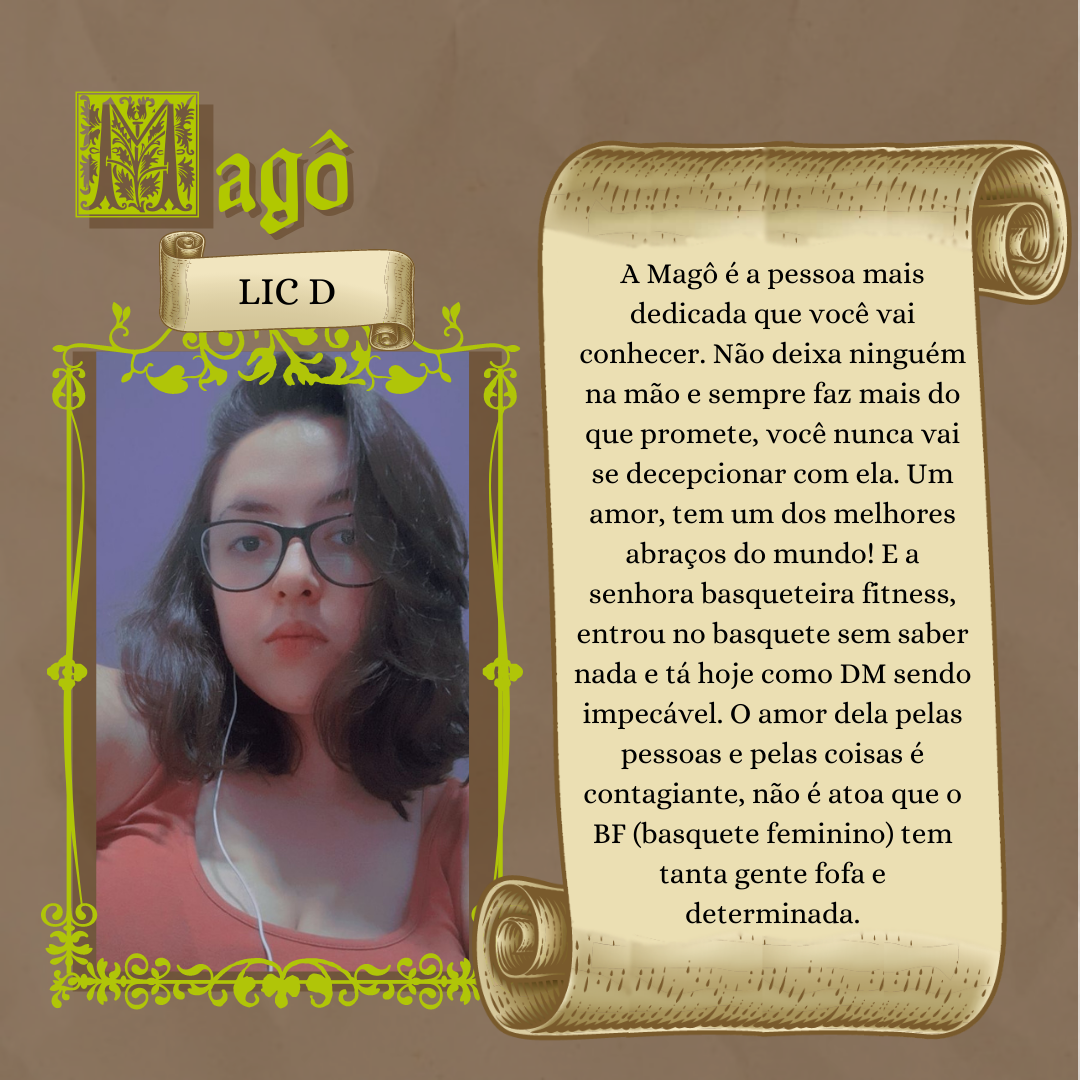 Magô
LIC D
A Magô é a pessoa mais
dedicada que você vai
conhecer. Não deixa ninguém
na mão e sempre faz mais do
que promete, você nunca vai
se decepcionar com ela. Um
amor, tem um dos melhores
abraços do mundo! E a
senhora basqueteira fitness,
entrou no basquete sem saber
nada e tá hoje como DM sendo
impecável. O amor dela pelas
pessoas e pelas coisas é
contagiante, não é atoa que o
BF (basquete feminino) tem
tanta gente fofa e
determinada.